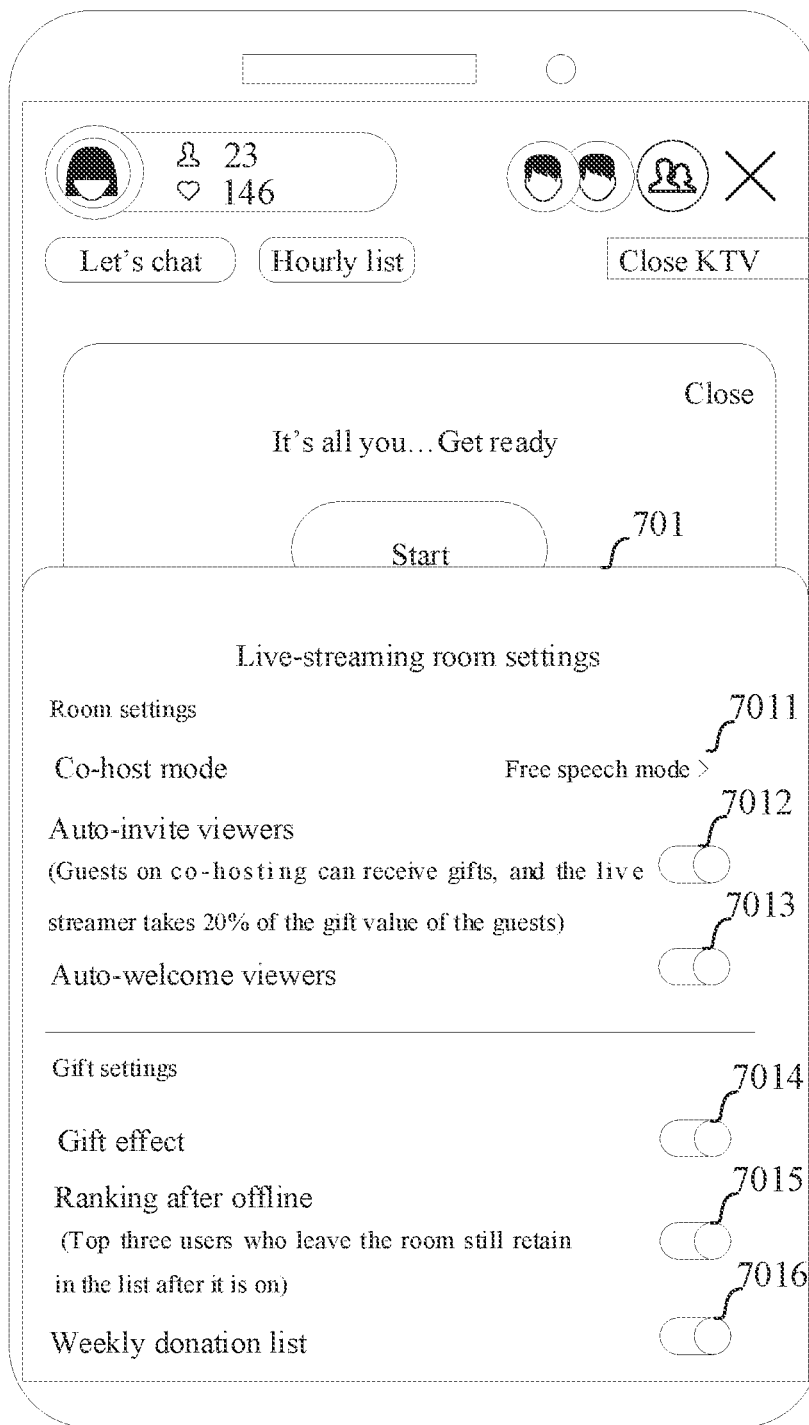 23
146
Let's chat
Hourly list
Close KTV
Close
It's all you...Get ready
Start
701
Live-streaming room settings
Room settings
7011
Co-host mode
Free speech mode >
7012
Auto-invite viewers
(Guests on co-hosting can receive gifts, and the live
streamer takes 20% of the gift value of the guests)
7013
Auto-welcome viewers
Gift settings
7014
Gift effect
7015
Ranking after offline
(Top three users who leave the room still retain
in the list after it is on)
7016
Weekly donation list